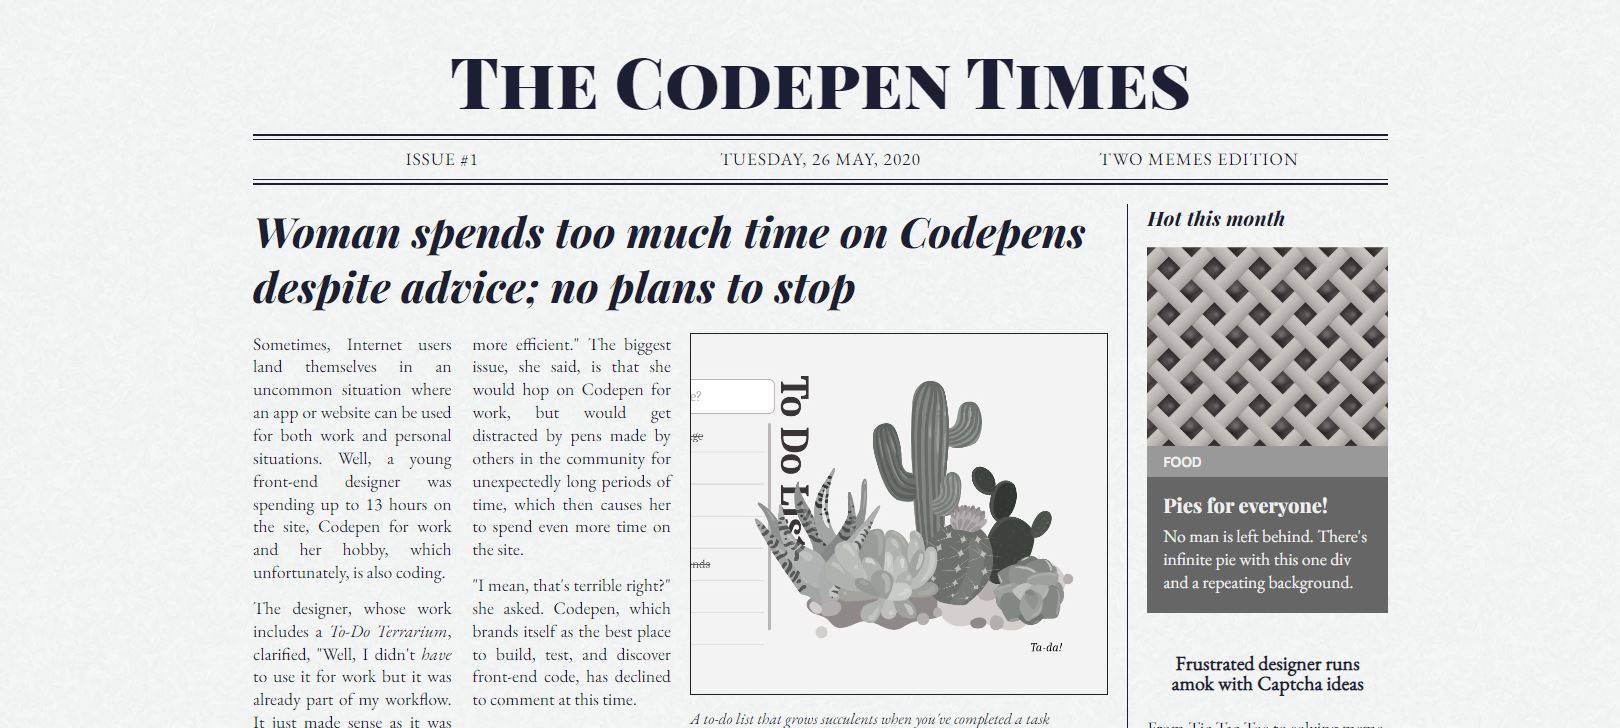 THE CODEPEN TIMES
ISSUE #1
TUESDAY, 26 MAY, 2020
TWO MEMES EDITION
Woman spends too much time on Codepens
despite advice; no plans to stop
Sometimes, Internet users
land themselves in an
uncommon situation where
an app or website can be used
for both work and personal
situations. Well, a young
front-end designer was
spending up to 13 hours on
the site, Codepen for work
and her hobby, which
unfortunately, is also coding.
The designer, whose work
includes a To-Do Terrarium,
clarified, "Well, I didn't have
to use it for work but it was
already part of my workflow.
It just made sense as it was
more efficient." The biggest
issue, she said, is that she
would hop on Codepen for
work, but would get
distracted by pens made by
others in the community for
unexpectedly long periods of
time, which then causes her
to spend even more time on
the site.
"I mean, that's terrible right?"
she asked. Codepen, which
brands itself as the best place
to build, test, and discover
front-end code, has declined
to comment at this time.
e?
ge
nds
To Do List
Ta-da!
A to-do list that grows succulents when you've completed a task
Hot this month
FOOD
Pies for everyone!
No man is left behind. There's
infinite pie with this one div
and a repeating background.
Frustrated designer runs
amok with Captcha ideas